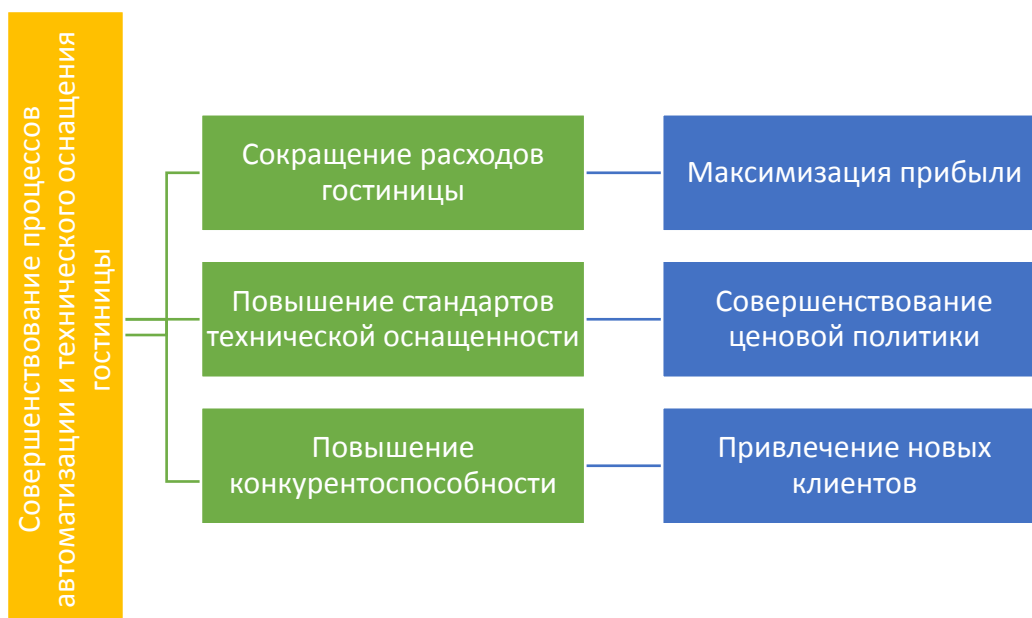 Совершенствование процессов
автоматизации и технического оснащения
гостиницы
Сокращение расходов
гостиницы
Максимизация прибыли
Повышение стандартов
технической оснащенности
Совершенствование
ценовой политики
Повышение
конкурентоспособности
Привлечение новых
клиентов